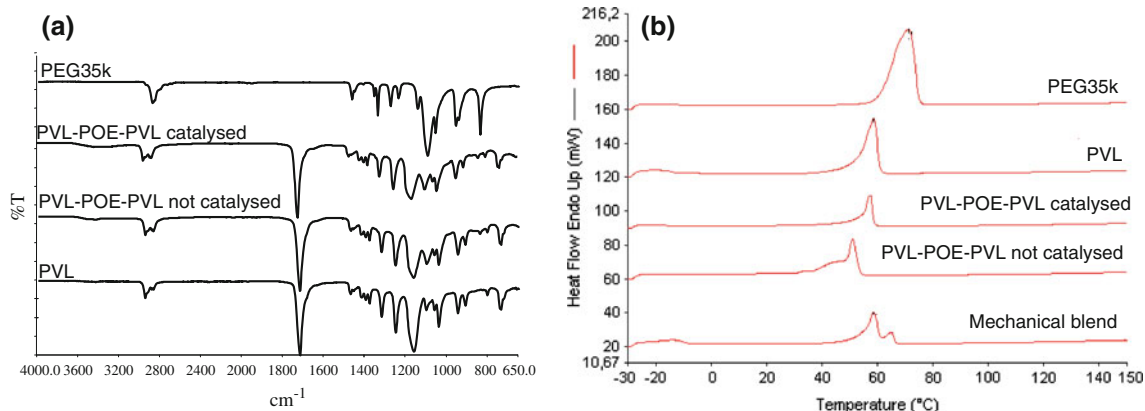 (a)
PEG35k
PVL-POE-PVL catalysed
PVL-POE-PVL not catalysed
PVL
%T
4000.0 3600 3200 2800 2400 2000 1800 1600 1400 1200 1000 800 650.0
cm-1
(b)
216,2
200
180
160
140
120
100
80
60
40
20
10,67
Heat Flow Endo Up (mW)
PEG35k
PVL
PVL-POE-PVL catalysed
PVL-POE-PVL not catalysed
Mechanical blend
-30 -20 0 20 40 60 80 100 120 140 150
Temperature (°C)